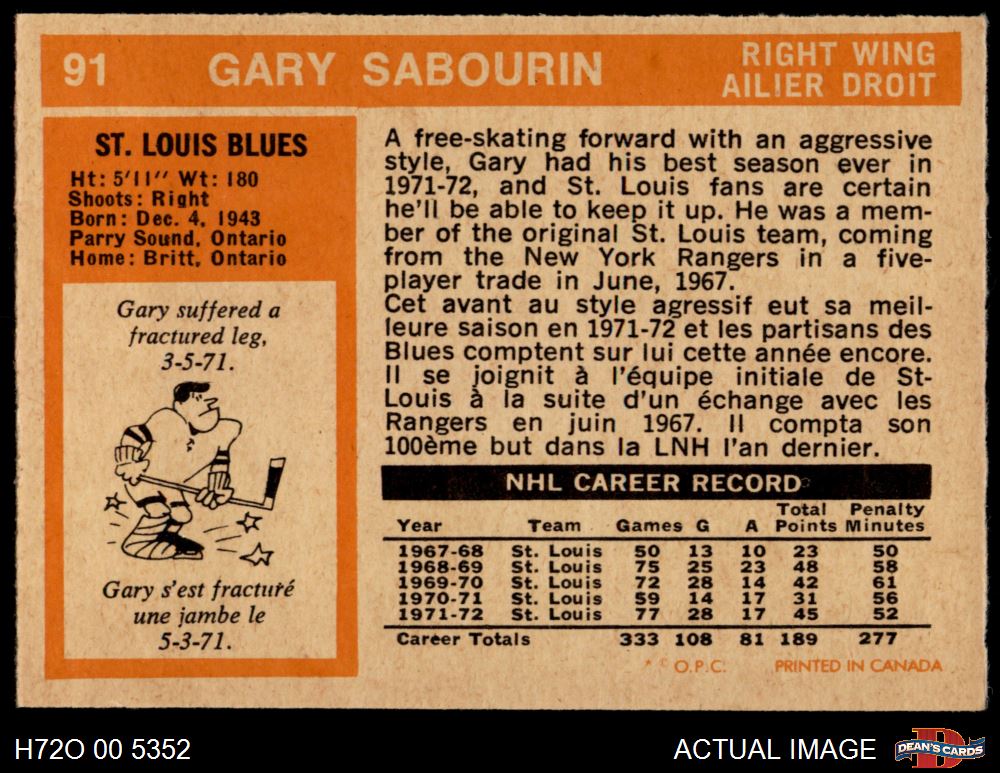 91 GARY SABOURIN RIGHT WING
AILIER DROIT
ST. LOUIS BLUES
Ht: 5'11'' Wt: 180
Shoots: Right
Born: Dec. 4, 1943
Parry Sound, Ontario
Home: Britt, Ontario
Gary suffered a
fractured leg,
3-5-71.
Gary s'est fracturé
une jambe le
5-3-71.
A free-skating forward with an aggressive
style, Gary had his best season ever in
1971-72, and St. Louis fans are certain
he'll be able to keep it up. He was a mem-
ber of the original St. Louis team, coming
from the New York Rangers in a five-
player trade in June, 1967.
Cet avant au style agressif eut sa meil-
leure saison en 1971-72 et les partisans des
Blues comptent sur lui cette année encore.
Il se joignit à l'équipe initiale de St-
Louis à la suite d'un échange avec les
Rangers en juin 1967. Il compta son
100ème but dans la LNH l'an dernier.
NHL CAREER RECORD
Year Team Games G A Total Points Penalty Minutes
1967-68 St. Louis 50 13 10 23 50
1968-69 St. Louis 75 25 23 48 58
1969-70 St. Louis 72 28 14 42 61
1970-71 St. Louis 59 14 17 31 56
1971-72 St. Louis 77 28 17 45 52
Career Totals 333 108 81 189 277
* © O.P.C. PRINTED IN CANADA
H72O 00 5352 ACTUAL IMAGE DEAN'S CARDS